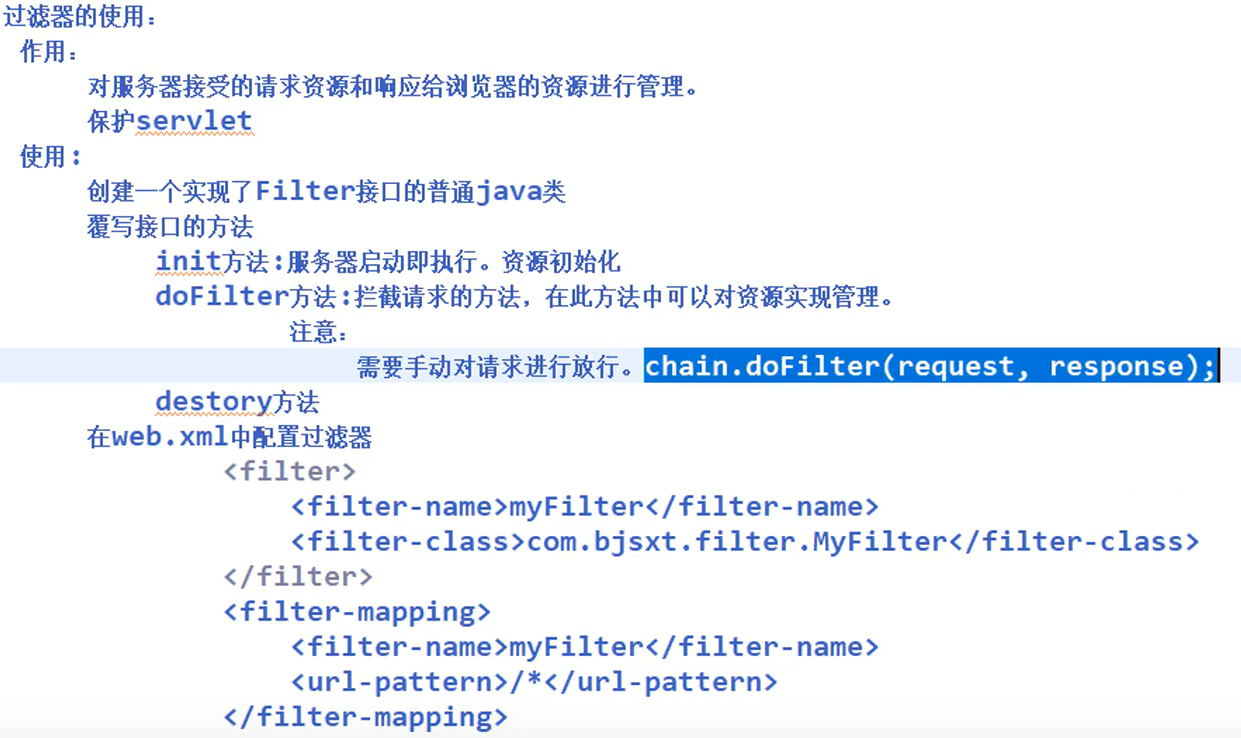 过滤器的使用：
作用：
对服务器接受的请求资源和响应给浏览器的资源进行管理。
保护servlet
使用：
创建一个实现了Filter接口的普通java类
覆写接口的方法
init方法:服务器启动即执行。资源初始化
doFilter方法:拦截请求的方法，在此方法中可以对资源实现管理。
注意：
需要手动对请求进行放行。chain.doFilter(request, response);
destory方法
在web.xml中配置过滤器
<filter>
<filter-name>myFilter</filter-name>
<filter-class>com.bjsxt.filter.MyFilter</filter-class>
</filter>
<filter-mapping>
<filter-name>myFilter</filter-name>
<url-pattern>/*</url-pattern>
</filter-mapping>